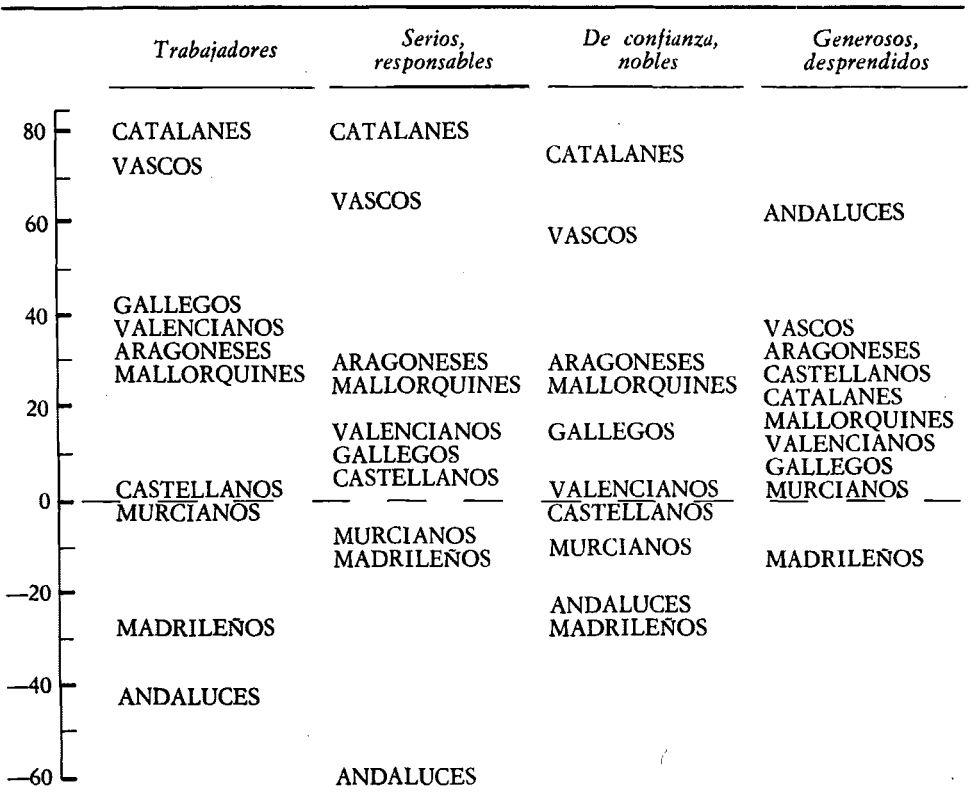 Trabajadores
Serios,
responsables
De confianza,
nobles
Generosos,
desprendidos
80 CATALANES CATALANES
CATALANES
VASCOS
VASCOS
ANDALUCES
60
VASCOS
GALLEGOS
40
VALENCIANOS VASCOS
ARAGONESES ARAGONESES
ARAGONESES ARAGONESES
MALLORQUINES CASTELLANOS
MALLORQUINES MALLORQUINES
CATALANES
20
MALLORQUINES
VALENCIANOS GALLEGOS
VALENCIANOS
GALLEGOS
GALLEGOS
CASTELLANOS
CASTELLANOS VALENCIANOS MURCIANOS
0
MURCIANOS CASTELLANOS
MURCIANOS
MURCIANOS
MADRILEÑOS MADRILEÑOS
—20
ANDALUCES
MADRILEÑOS MADRILEÑOS
—40
ANDALUCES
—60 ANDALUCES